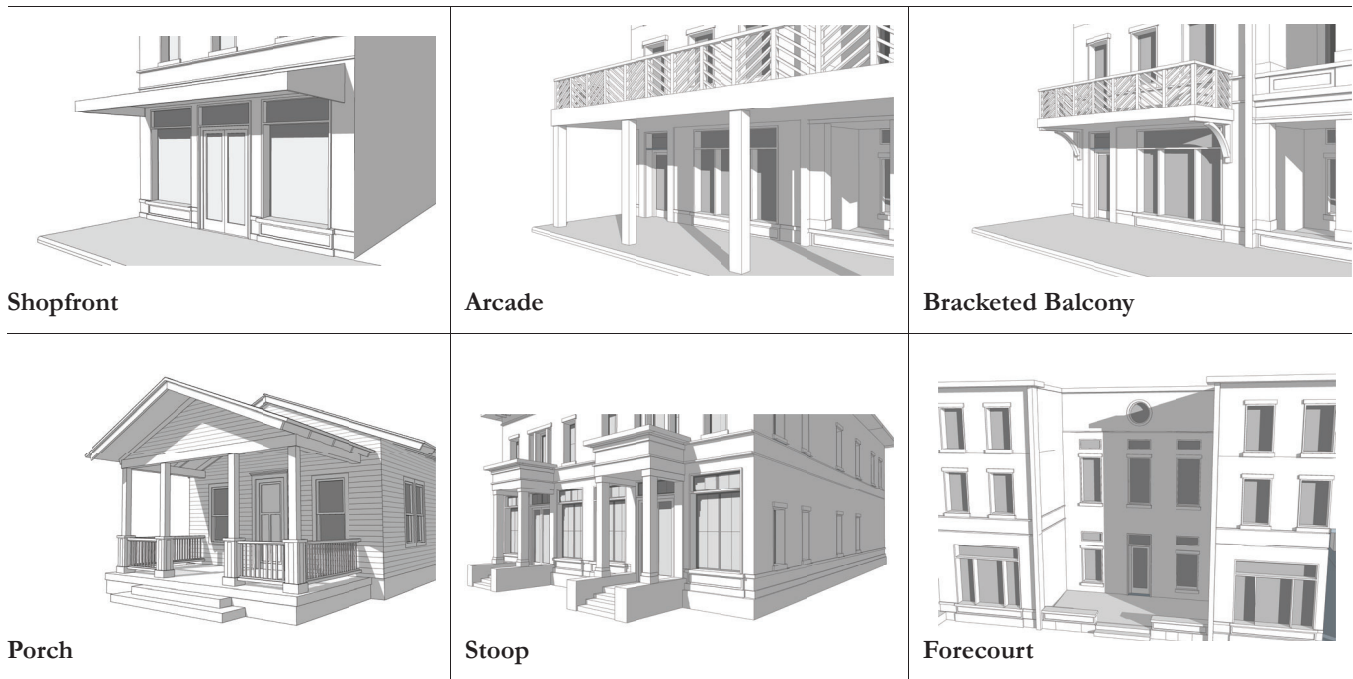 Shopfront
Arcade
Bracketed Balcony
Porch
Stoop
Forecourt